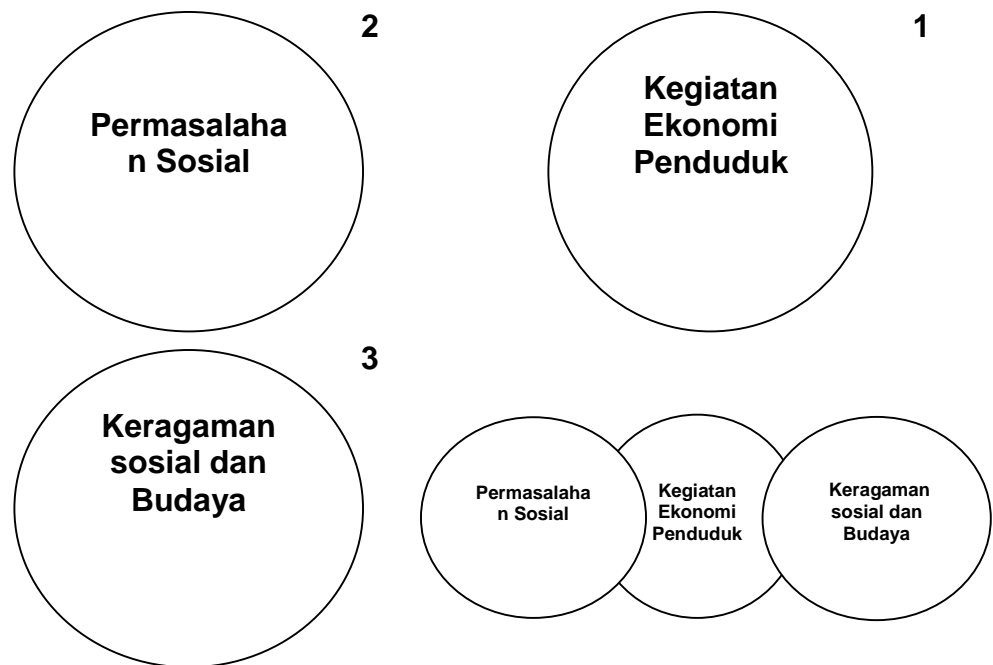 2
Permasalaha
n Sosial
1
Kegiatan
Ekonomi
Penduduk
3
Keragaman
sosial dan
Budaya
Permasalaha
n Sosial
Kegiatan
Ekonomi
Penduduk
Keragaman
sosial dan
Budaya